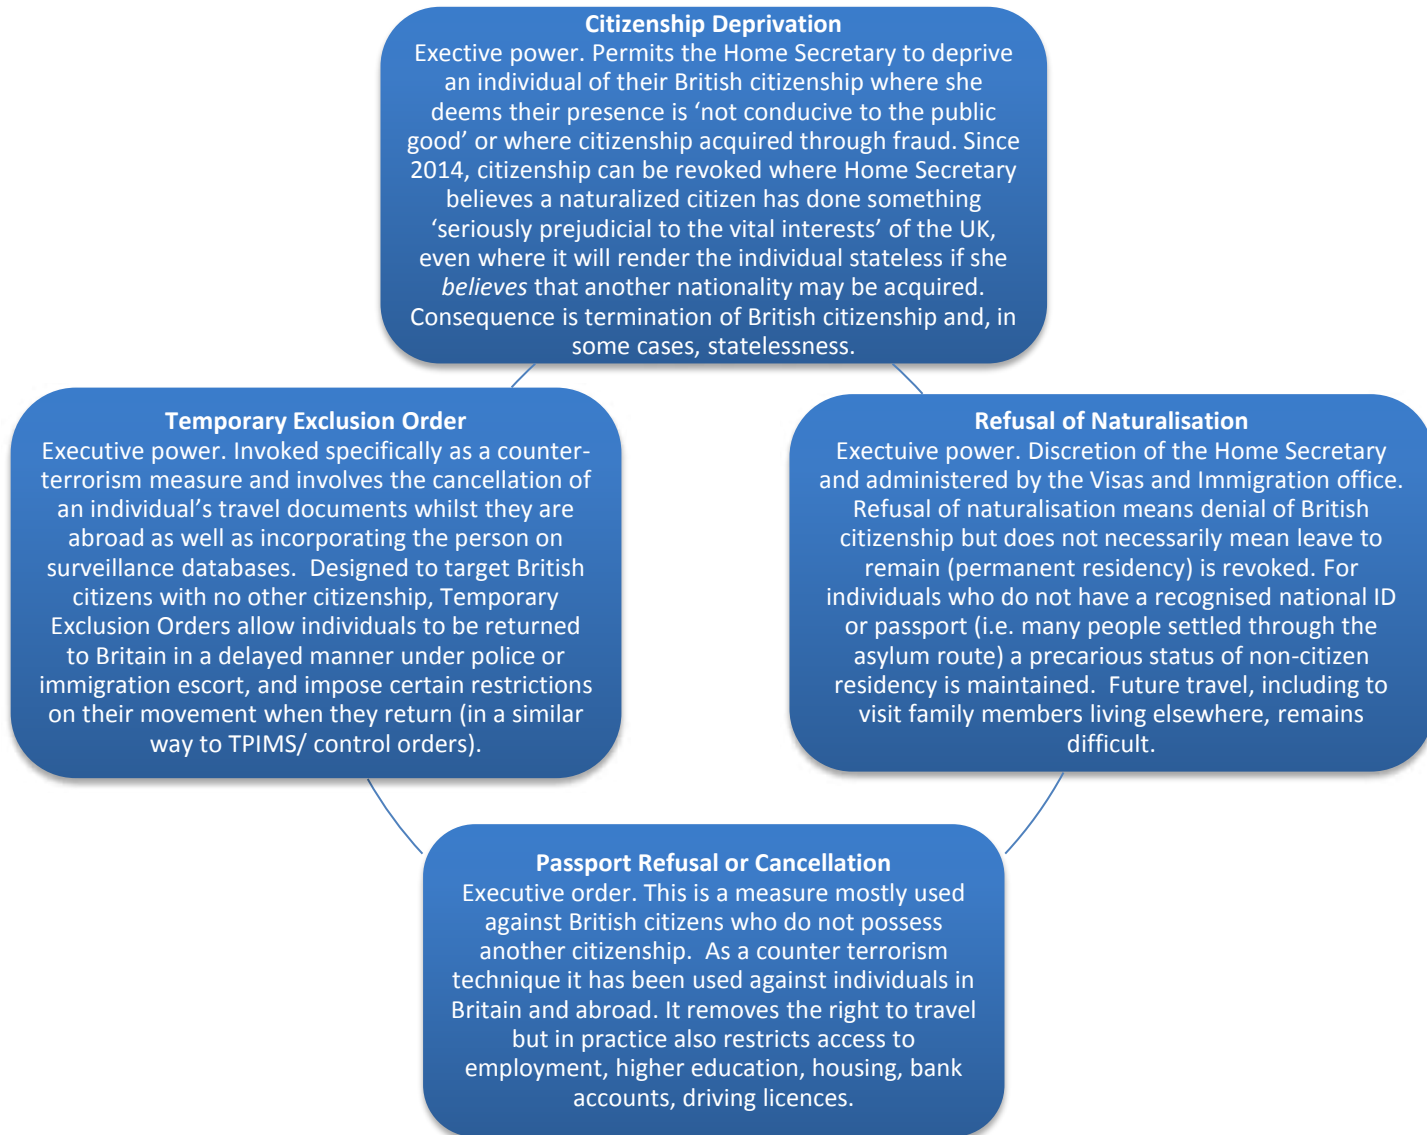 Citizenship Deprivation
Exective power. Permits the Home Secretary to deprive
an individual of their British citizenship where she
deems their presence is ‘not conducive to the public
good’ or where citizenship acquired through fraud. Since
2014, citizenship can be revoked where Home Secretary
believes a naturalized citizen has done something
‘seriously prejudicial to the vital interests’ of the UK,
even where it will render the individual stateless if she
believes that another nationality may be acquired.
Consequence is termination of British citizenship and, in
some cases, statelessness.
Temporary Exclusion Order
Executive power. Invoked specifically as a counter-
terrorism measure and involves the cancellation of
an individual’s travel documents whilst they are
abroad as well as incorporating the person on
surveillance databases.  Designed to target British
citizens with no other citizenship, Temporary
Exclusion Orders allow individuals to be returned
to Britain in a delayed manner under police or
immigration escort, and impose certain restrictions
on their movement when they return (in a similar
way to TPIMS/ control orders).
Refusal of Naturalisation
Exectuive power. Discretion of the Home Secretary
and administered by the Visas and Immigration office.
Refusal of naturalisation means denial of British
citizenship but does not necessarily mean leave to
remain (permanent residency) is revoked. For
individuals who do not have a recognised national ID
or passport (i.e. many people settled through the
asylum route) a precarious status of non-citizen
residency is maintained.  Future travel, including to
visit family members living elsewhere, remains
difficult.
Passport Refusal or Cancellation
Executive order. This is a measure mostly used
against British citizens who do not possess
another citizenship.  As a counter terrorism
technique it has been used against individuals in
Britain and abroad. It removes the right to travel
but in practice also restricts access to
employment, higher education, housing, bank
accounts, driving licences.